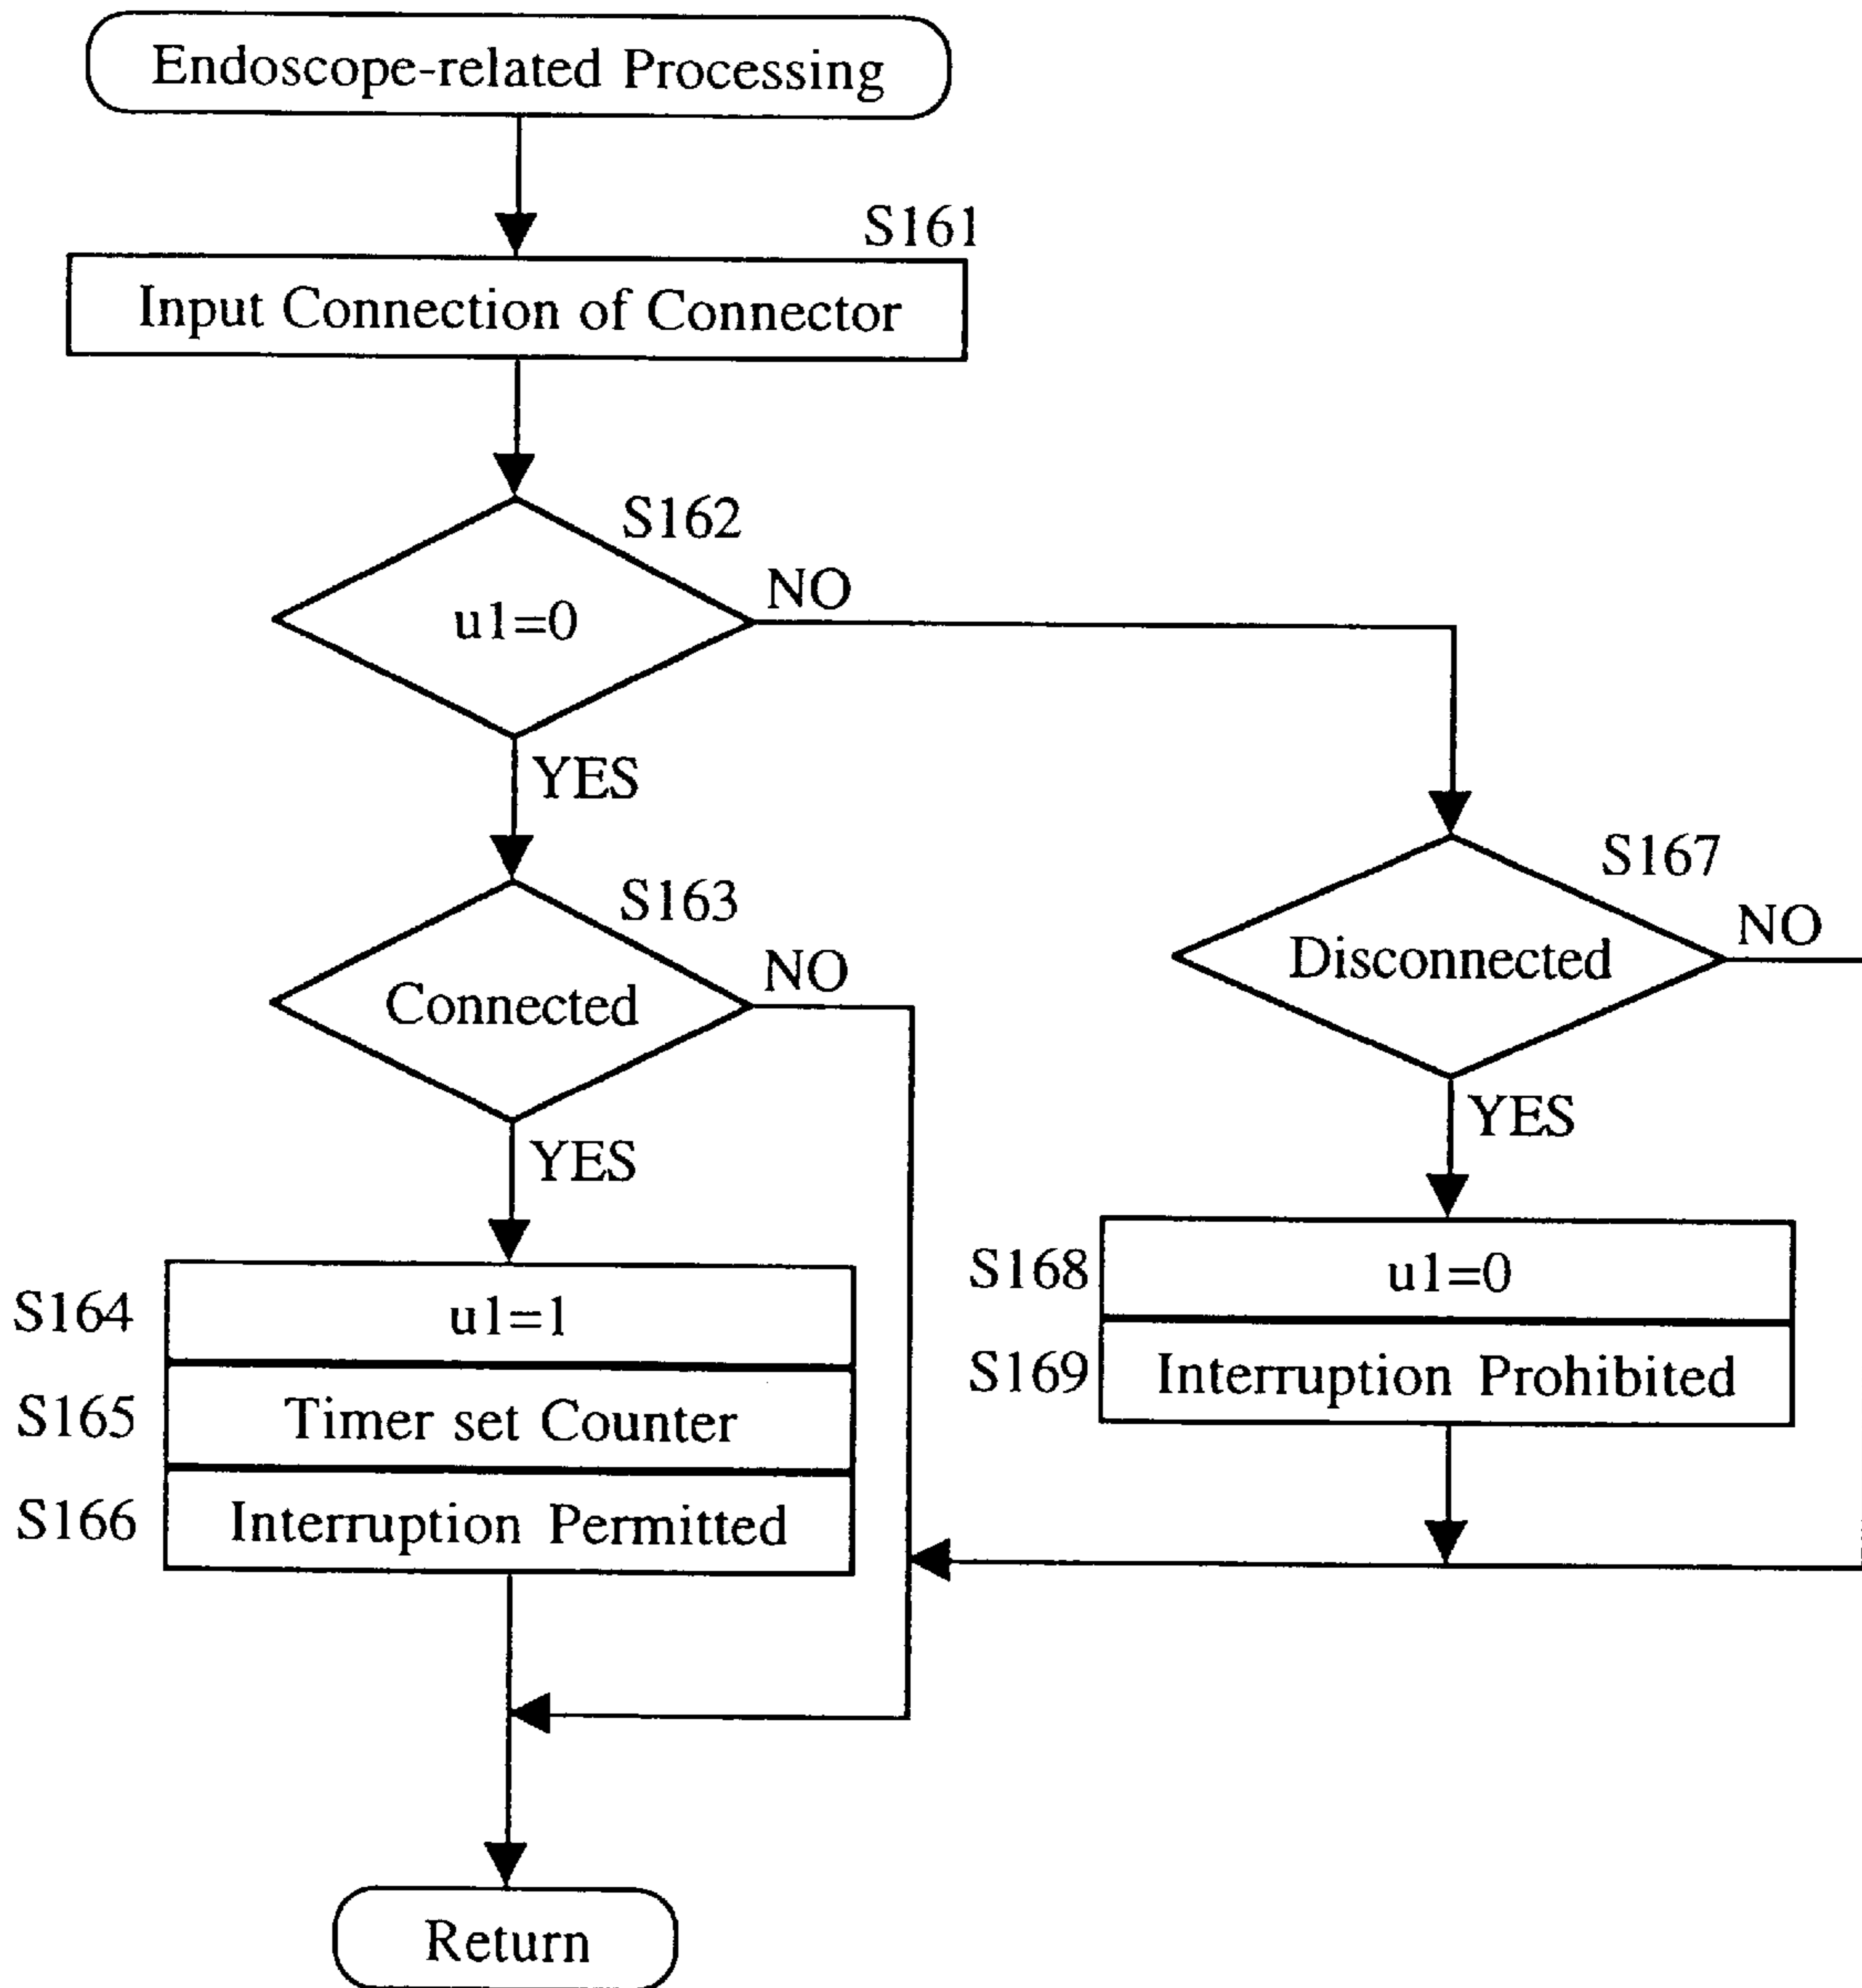 Endoscope-related Processing
S161
Input Connection of Connector
S162
u1=0
NO
YES
S163
Connected
NO
YES
S164
u1=1
S165
Timer set Counter
S166
Interruption Permitted
S167
Disconnected
NO
YES
S168
u1=0
S169
Interruption Prohibited
Return